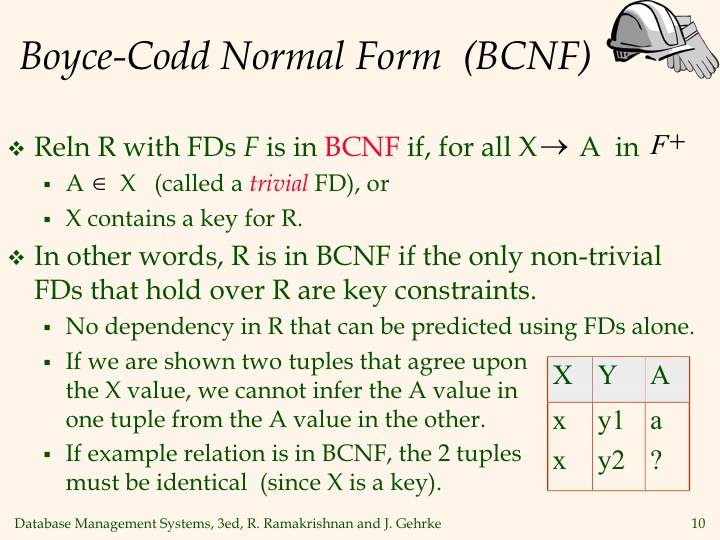 Boyce-Codd Normal Form (BCNF)
❖ Reln R with FDs F is in BCNF if, for all X → A in F+
▪ A ∈ X (called a trivial FD), or
▪ X contains a key for R.
❖ In other words, R is in BCNF if the only non-trivial
FDs that hold over R are key constraints.
▪ No dependency in R that can be predicted using FDs alone.
▪ If we are shown two tuples that agree upon
the X value, we cannot infer the A value in
one tuple from the A value in the other.
▪ If example relation is in BCNF, the 2 tuples
must be identical (since X is a key).
X Y A
x y1 a
x y2 ?
Database Management Systems, 3ed, R. Ramakrishnan and J. Gehrke 10